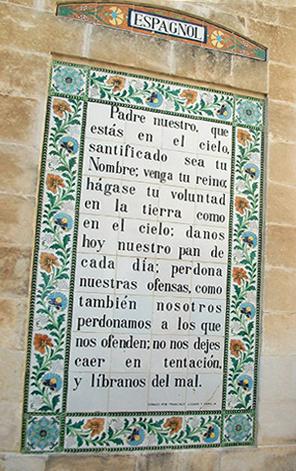 ESPAGNOL
Padre nuestro, que
estás en el cielo,
santificado sea tu
Nombre; venga tu reino;
hágase tu voluntad
en la tierra como
en el cielo; danos
hoy nuestro pan de
cada día; perdona
nuestras ofensas, como
también nosotros
perdonamos a los que
nos ofenden; no nos dejes
caer en tentación,
y líbranos del mal.